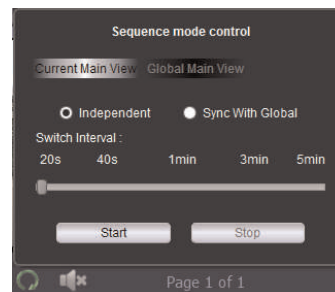 Sequence mode control
Current Main View Global Main View
Independent Sync With Global
Switch Interval :
20s 40s 1min 3min 5min
Start Stop
Page 1 of 1